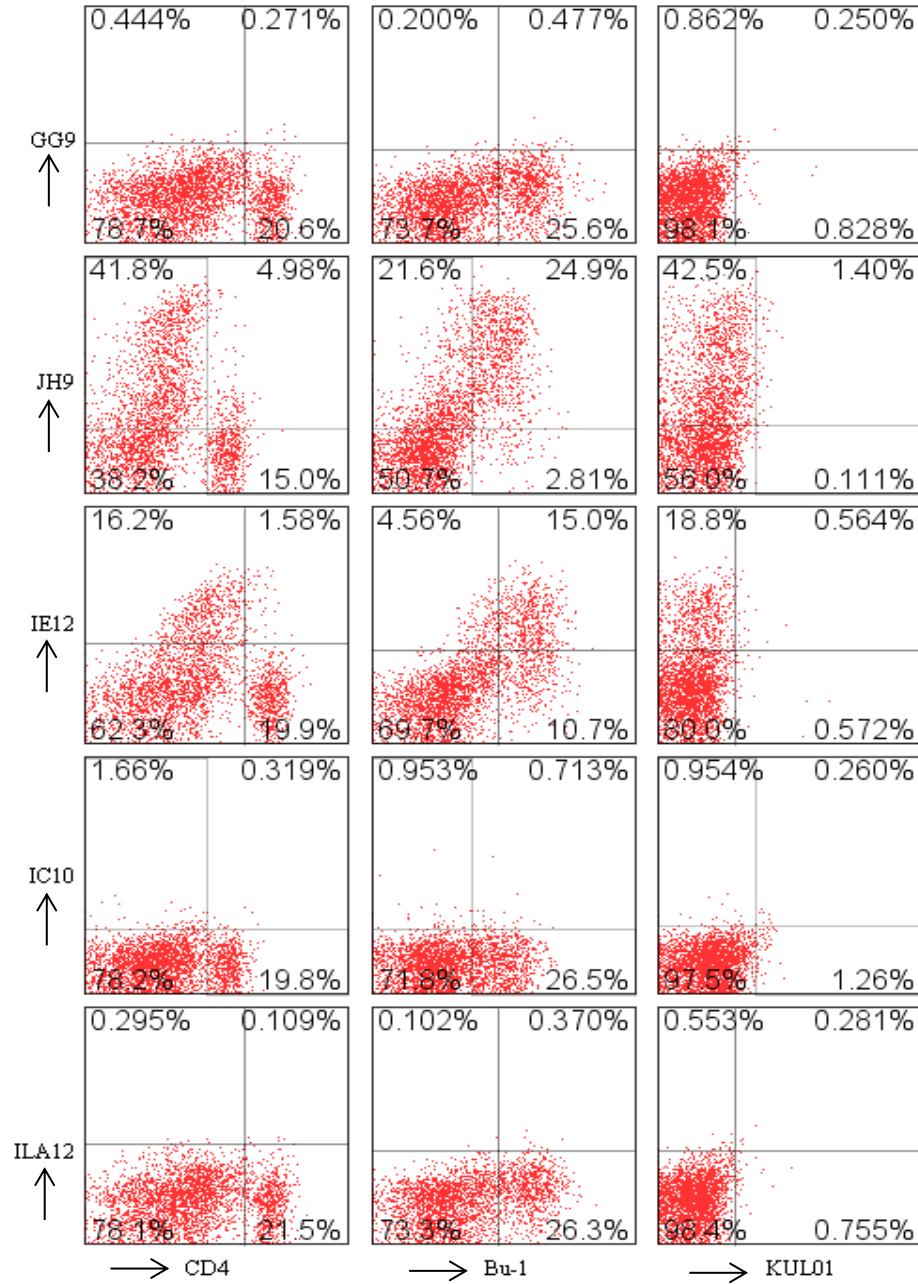 0.444% 0.271% 0.200% 0.477% 0.862% 0.250%
GG9
78.7% 20.6% 73.7% 25.6% 98.1% 0.828%
41.8% 4.98% 21.6% 24.9% 42.5% 1.40%
JH9
38.2% 15.0% 50.7% 2.81% 56.0% 0.111%
16.2% 1.58% 4.56% 15.0% 18.8% 0.564%
IE12
62.3% 19.9% 69.7% 10.7% 80.0% 0.572%
1.66% 0.319% 0.953% 0.713% 0.954% 0.260%
IC10
78.2% 19.8% 71.8% 26.5% 97.5% 1.26%
0.295% 0.109% 0.102% 0.370% 0.553% 0.281%
ILA12
78.1% 21.5% 73.3% 26.3% 98.4% 0.755%
CD4 Bu-1 KUL01